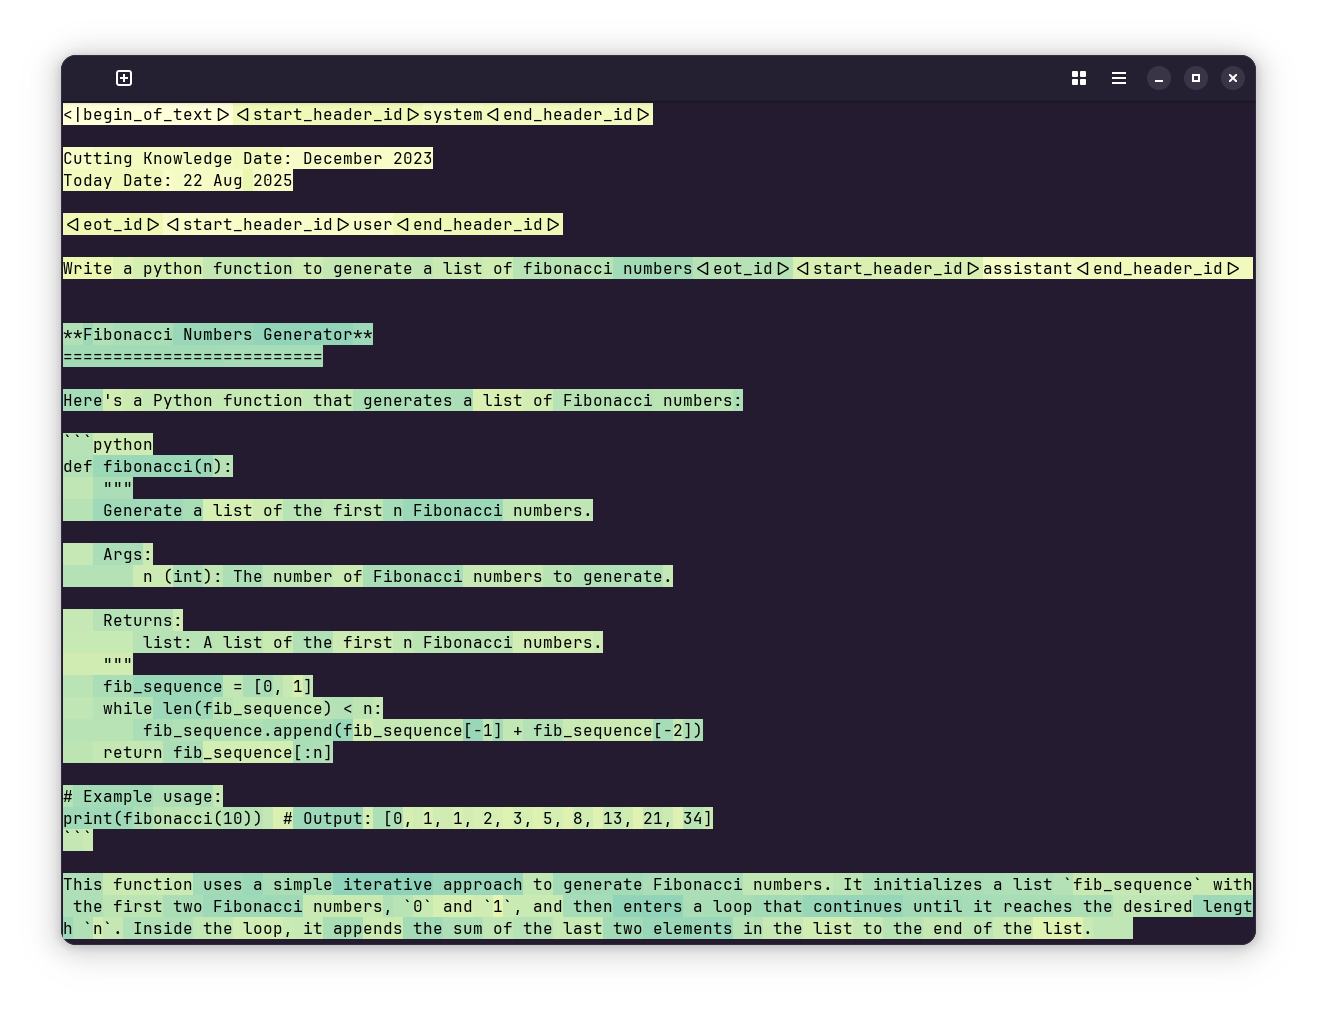 <|begin_of_text|><|start_header_id|>system<|end_header_id|>
Cutting Knowledge Date: December 2023
Today Date: 22 Aug 2025
<|eot_id|><|start_header_id|>user<|end_header_id|>
Write a python function to generate a list of fibonacci numbers<|eot_id|><|start_header_id|>assistant<|end_header_id|>
**Fibonacci Numbers Generator**
==========================
Here's a Python function that generates a list of Fibonacci numbers:
```python
def fibonacci(n):
    """
    Generate a list of the first n Fibonacci numbers.
    Args:
        n (int): The number of Fibonacci numbers to generate.
    Returns:
        list: A list of the first n Fibonacci numbers.
    """
    fib_sequence = [0, 1]
    while len(fib_sequence) < n:
        fib_sequence.append(fib_sequence[-1] + fib_sequence[-2])
    return fib_sequence[:n]
# Example usage:
print(fibonacci(10))  # Output: [0, 1, 1, 2, 3, 5, 8, 13, 21, 34]
```
This function uses a simple iterative approach to generate Fibonacci numbers. It initializes a list `fib_sequence` with
 the first two Fibonacci numbers, `0` and `1`, and then enters a loop that continues until it reaches the desired lengt
h `n`. Inside the loop, it appends the sum of the last two elements in the list to the end of the list.